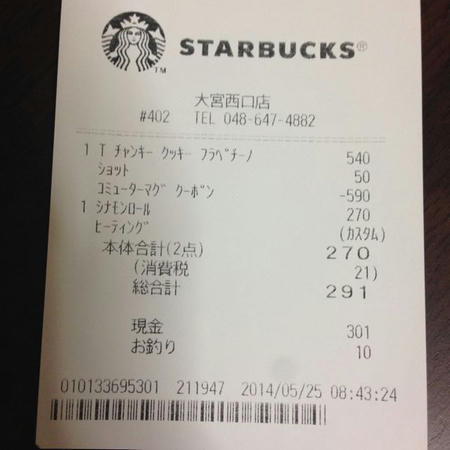 STARBUCKS®
TM
大宮西口店
#402 TEL 048-647-4882
1 T チャンキー クッキー フラペチーノ 540
ショット 50
コミューターマグ クーポン -590
1 シナモンロール 270
ヒーティング (カスタム)
本体合計(2点) 270
(消費税 21)
総合計 291
現金 301
お釣り 10
010133695301 211947 2014/05/25 08:43:24